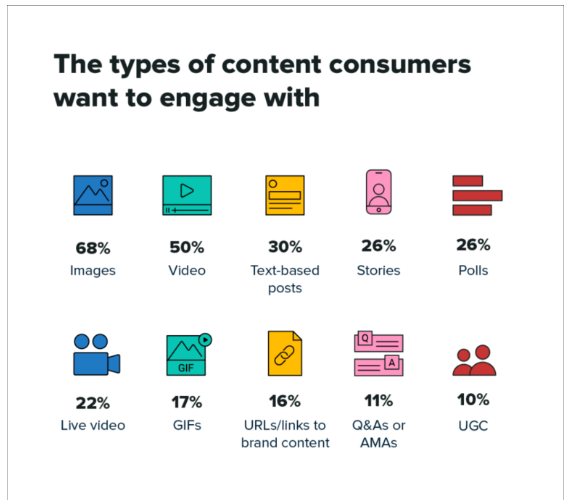 The types of content consumers
want to engage with
68%
Images
50%
Video
30%
Text-based
posts
26%
Stories
26%
Polls
22%
Live video
GIF
17%
GIFs
16%
URLs/links to
brand content
Q
A
11%
Q&As or
AMAs
10%
UGC